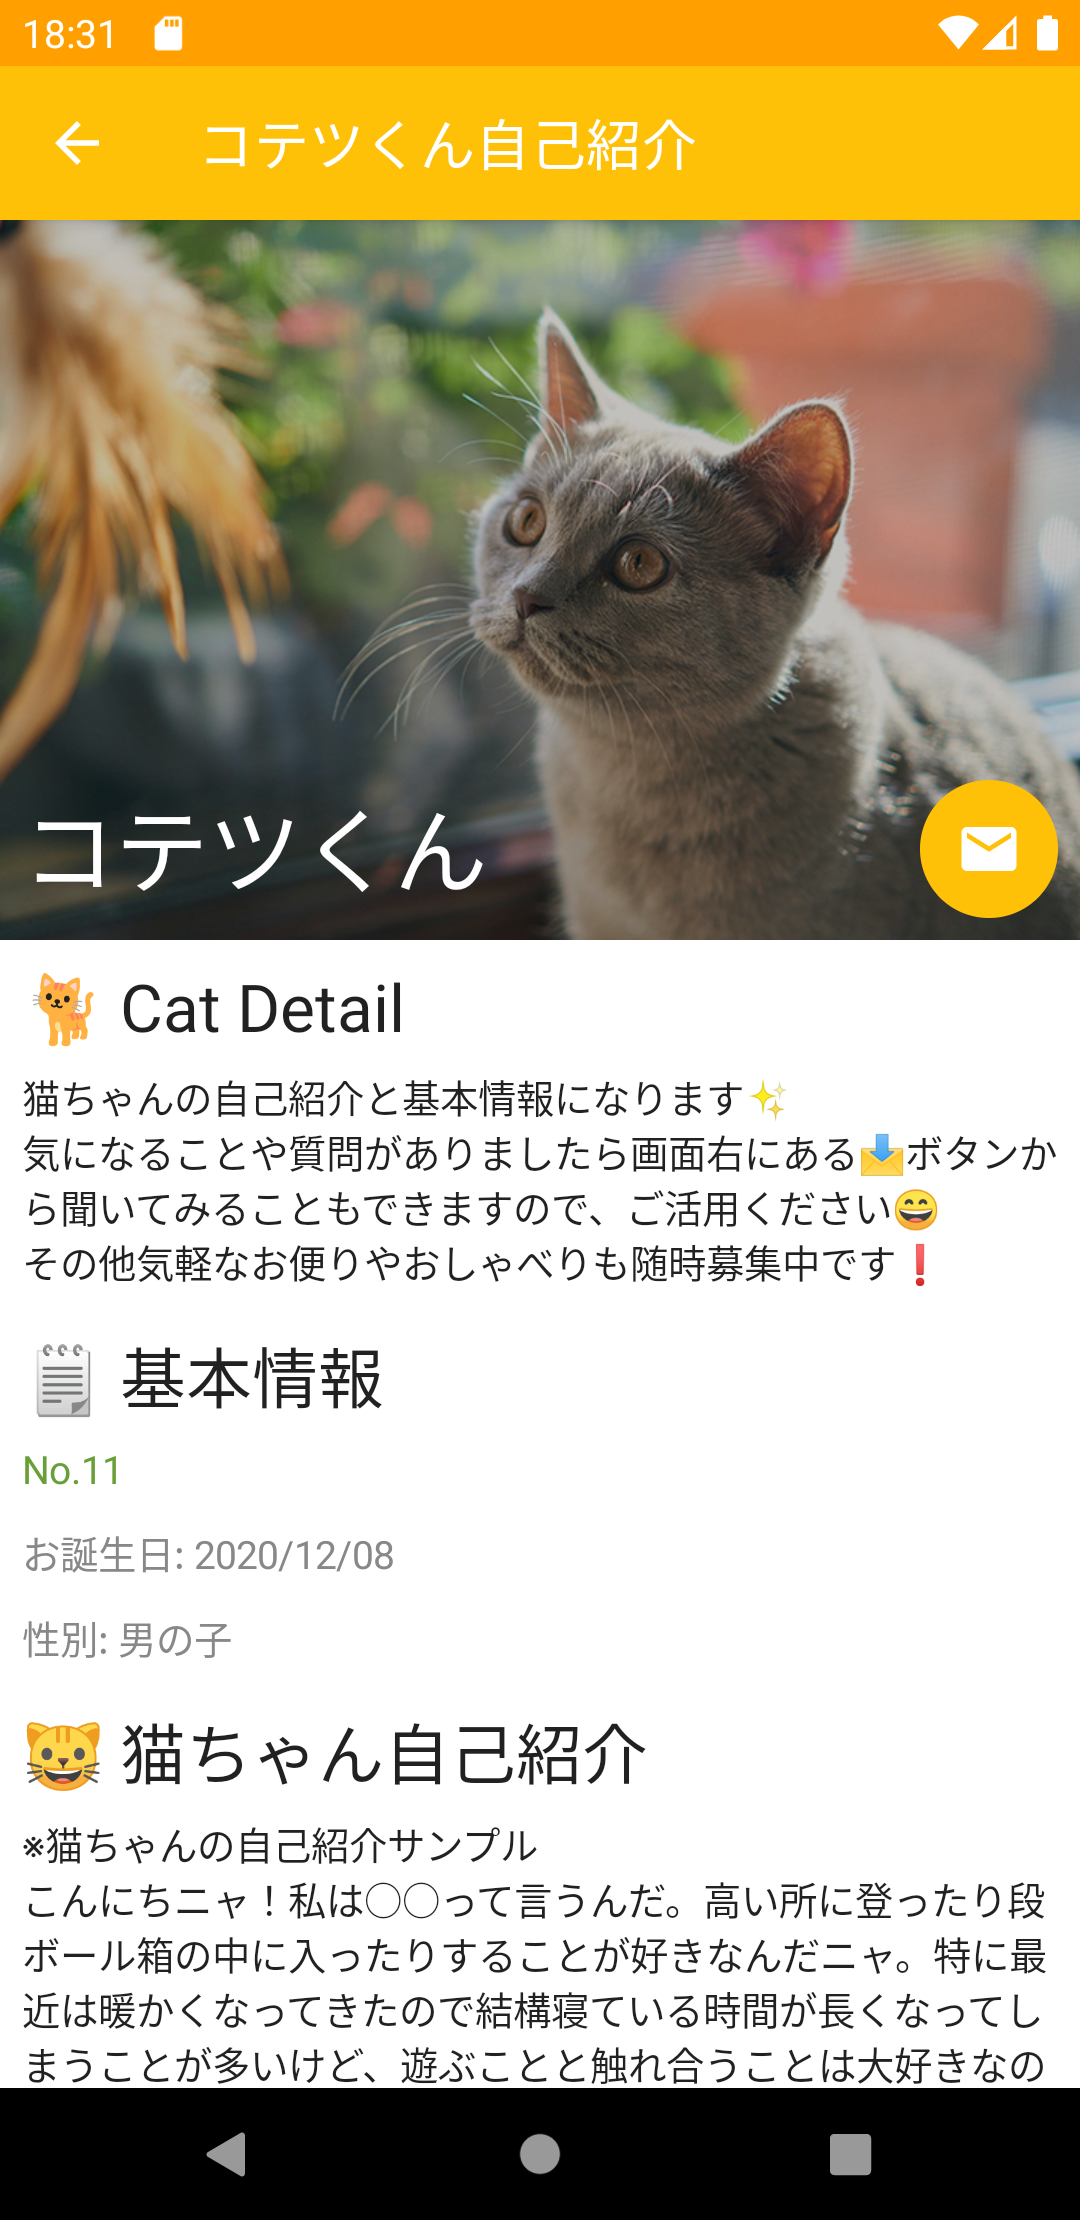 18:31
コテツくん自己紹介
コテツくん
🐈 Cat Detail
猫ちゃんの自己紹介と基本情報になります✨
気になることや質問がありましたら画面右にある📩ボタンか
ら聞いてみることもできますので、ご活用ください😄
その他気軽なお便りやおしゃべりも随時募集中です❗
🗒 基本情報
No.11
お誕生日: 2020/12/08
性別: 男の子
😺 猫ちゃん自己紹介
※猫ちゃんの自己紹介サンプル
こんにちニャ！私は〇〇って言うんだ。高い所に登ったり段
ボール箱の中に入ったりすることが好きなんだニャ。特に最
近は暖かくなってきたので結構寝ている時間が長くなってし
まうことが多いけど、遊ぶことと触れ合うことは大好きなの